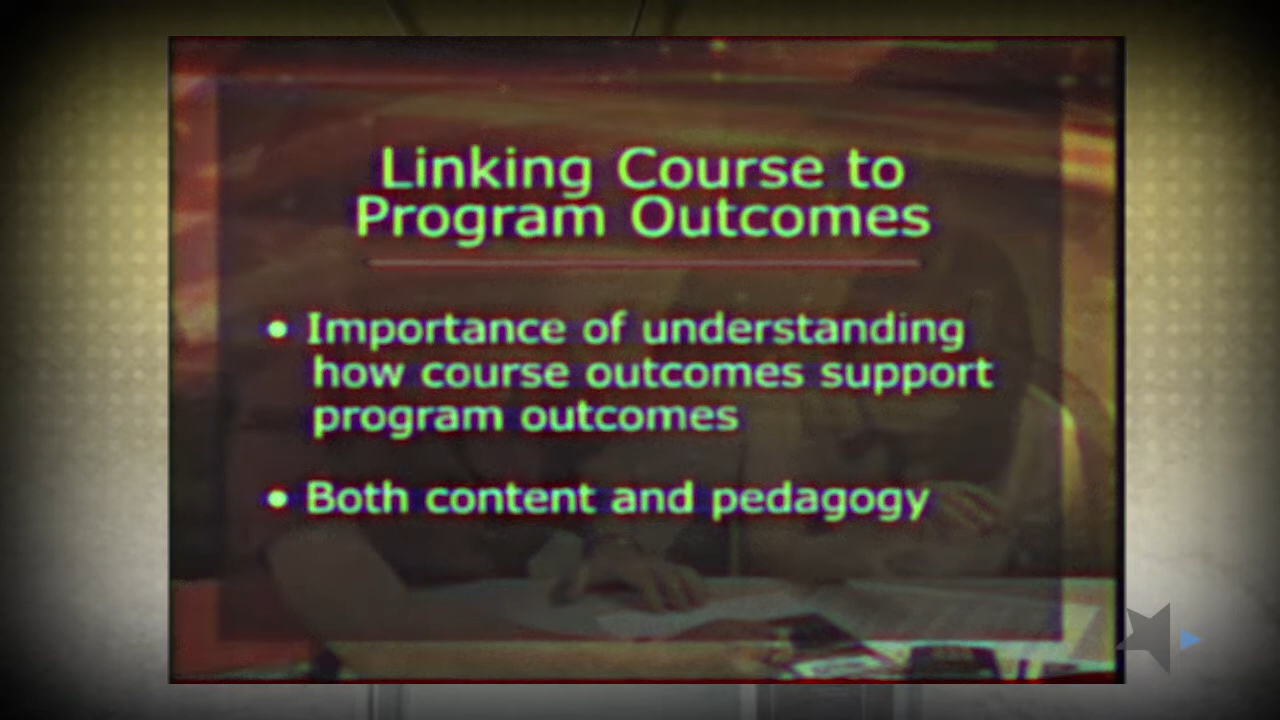 Linking Course to
Program Outcomes
• Importance of understanding
how course outcomes support
program outcomes
• Both content and pedagogy